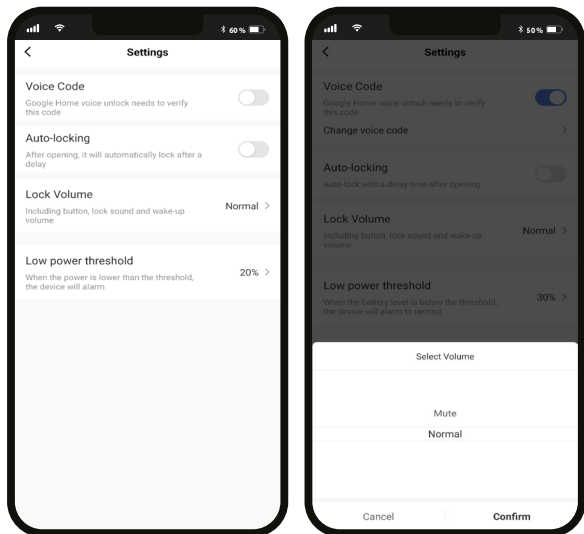 60%
Settings
Voice Code
Google Home voice unlock needs to verify
this code
Auto-locking
After opening, it will automatically lock after a
delay
Lock Volume
Including button, lock sound and wake-up
volume
Normal
Low power threshold
When the power is lower than the threshold,
the device will alarm
20%
50%
Settings
Voice Code
Google Home voice unlock needs to verify
this code
Change voice code
Auto-locking
Auto-lock with a delay time after opening
Lock Volume
Including button, lock sound and wake-up
volume
Normal
Low power threshold
When the battery level is below the threshold,
the device will alarm to remind
30%
Select Volume
Mute
Normal
Cancel
Confirm